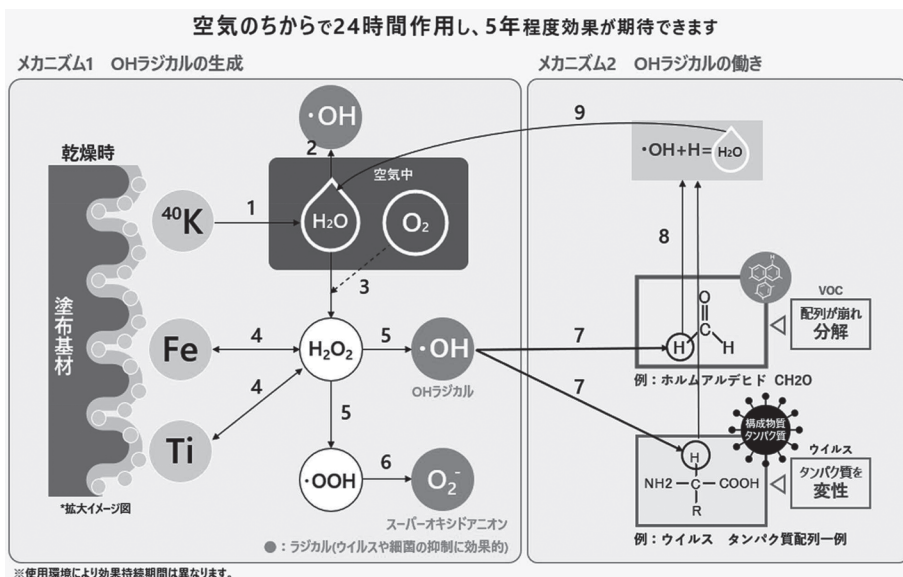 空気のちからで24時間作用し、5年程度効果が期待できます
メカニズム1　OHラジカルの生成
乾燥時
塗布基材
40K
Fe
Ti
*拡大イメージ図
1
2
・OH
空気中
H₂O
O₂
3
4
4
H₂O₂
5
・OH
OHラジカル
5
・OOH
6
O₂⁻
スーパーオキシドアニオン
●：ラジカル(ウイルスや細菌の抑制に効果的)
メカニズム2　OHラジカルの働き
9
・OH+H=H₂O
8
7
7
H
O
C
H
H
VOC
配列が崩れ
分解
例：ホルムアルデヒド CH2O
構成物質
タンパク質
ウイルス
タンパク質を
変性
H
NH2－C－COOH
R
例：ウイルス　タンパク質配列一例
※使用環境により効果持続期間は異なります。